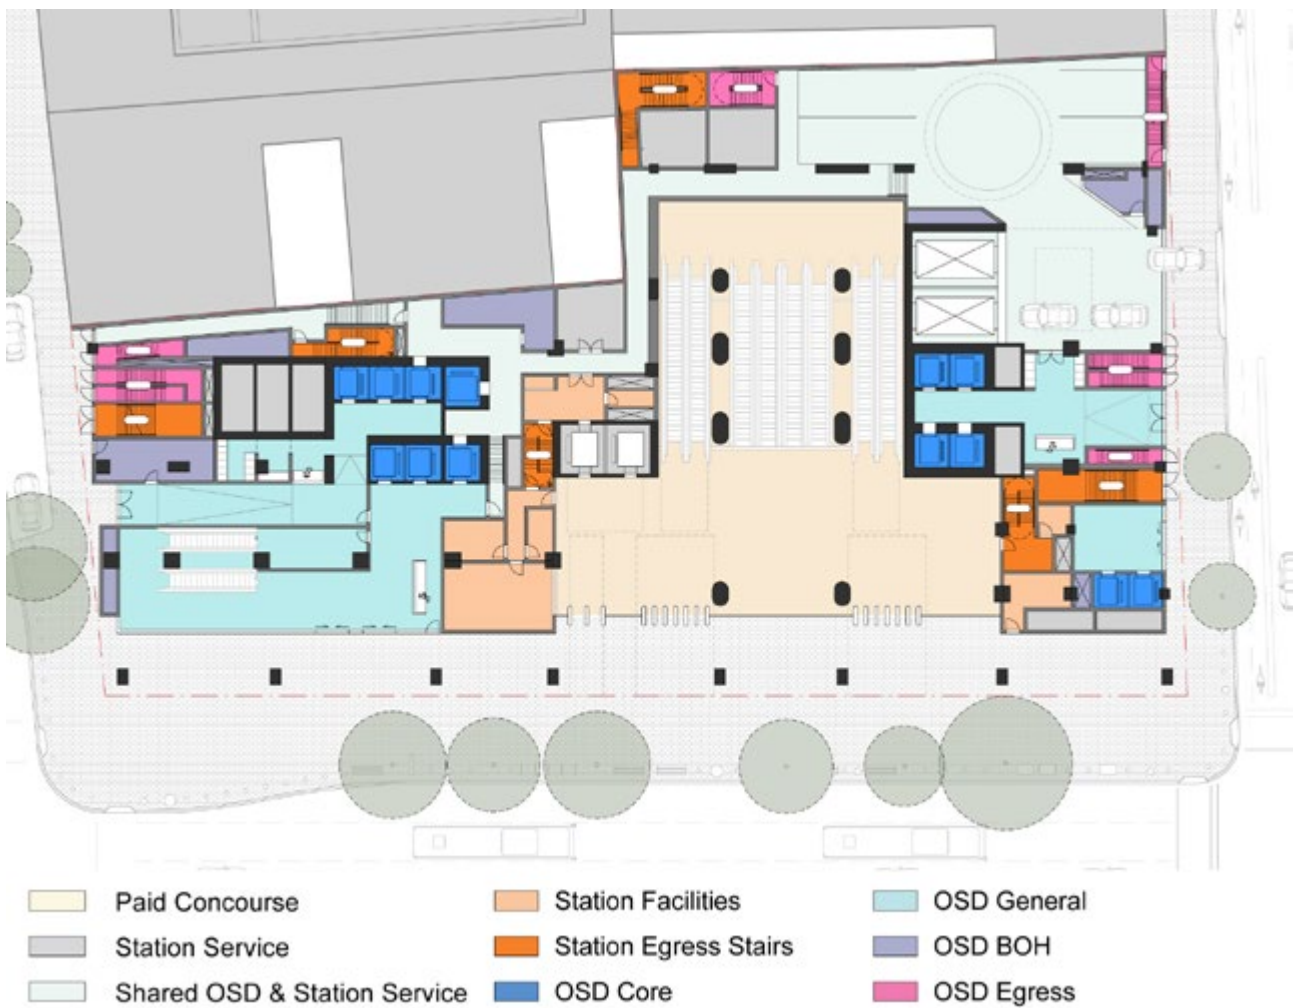 Paid Concourse
Station Facilities
OSD General
Station Service
Station Egress Stairs
OSD BOH
Shared OSD & Station Service
OSD Core
OSD Egress